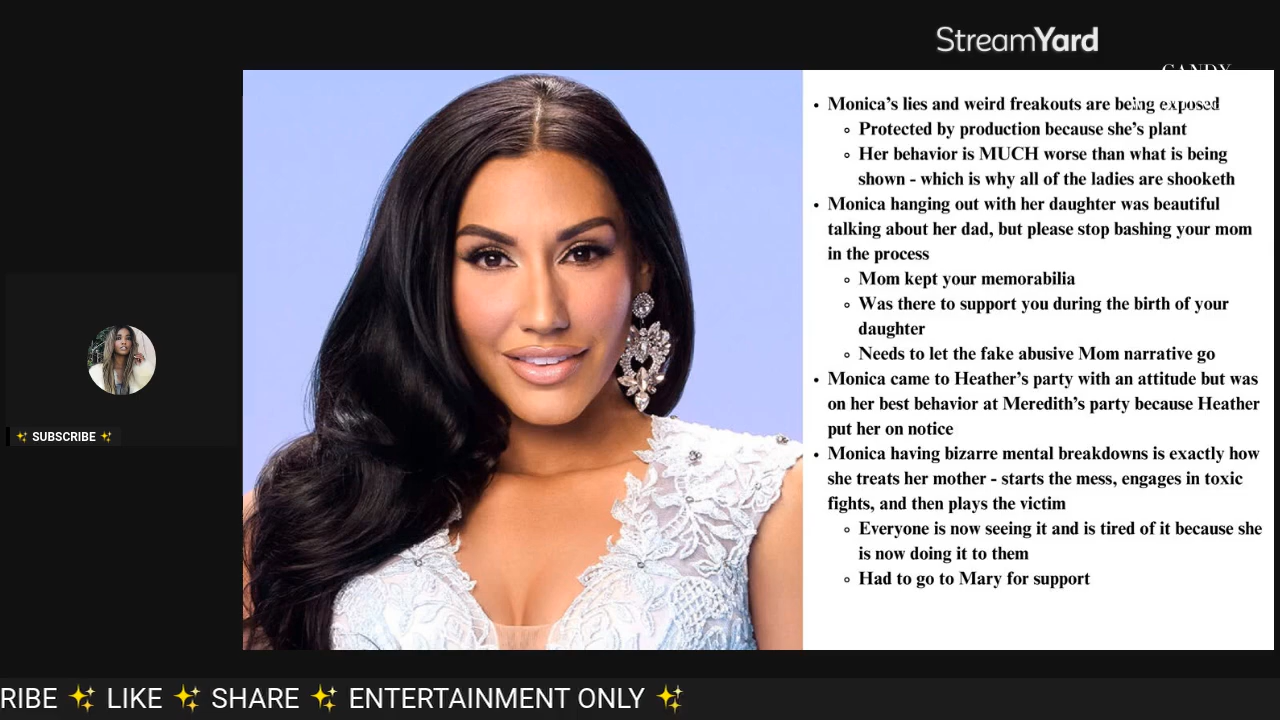 StreamYard
CANDY
Monica’s lies and weird freakouts are being exposed
Protected by production because she’s plant
Her behavior is MUCH worse than what is being
shown - which is why all of the ladies are shooketh
Monica hanging out with her daughter was beautiful
talking about her dad, but please stop bashing your mom
in the process
Mom kept your memorabilia
Was there to support you during the birth of your
daughter
Needs to let the fake abusive Mom narrative go
Monica came to Heather’s party with an attitude but was
on her best behavior at Meredith’s party because Heather
put her on notice
Monica having bizarre mental breakdowns is exactly how
she treats her mother - starts the mess, engages in toxic
fights, and then plays the victim
Everyone is now seeing it and is tired of it because she
is now doing it to them
Had to go to Mary for support
✨ SUBSCRIBE ✨
RIBE ✨ LIKE ✨ SHARE ✨ ENTERTAINMENT ONLY ✨